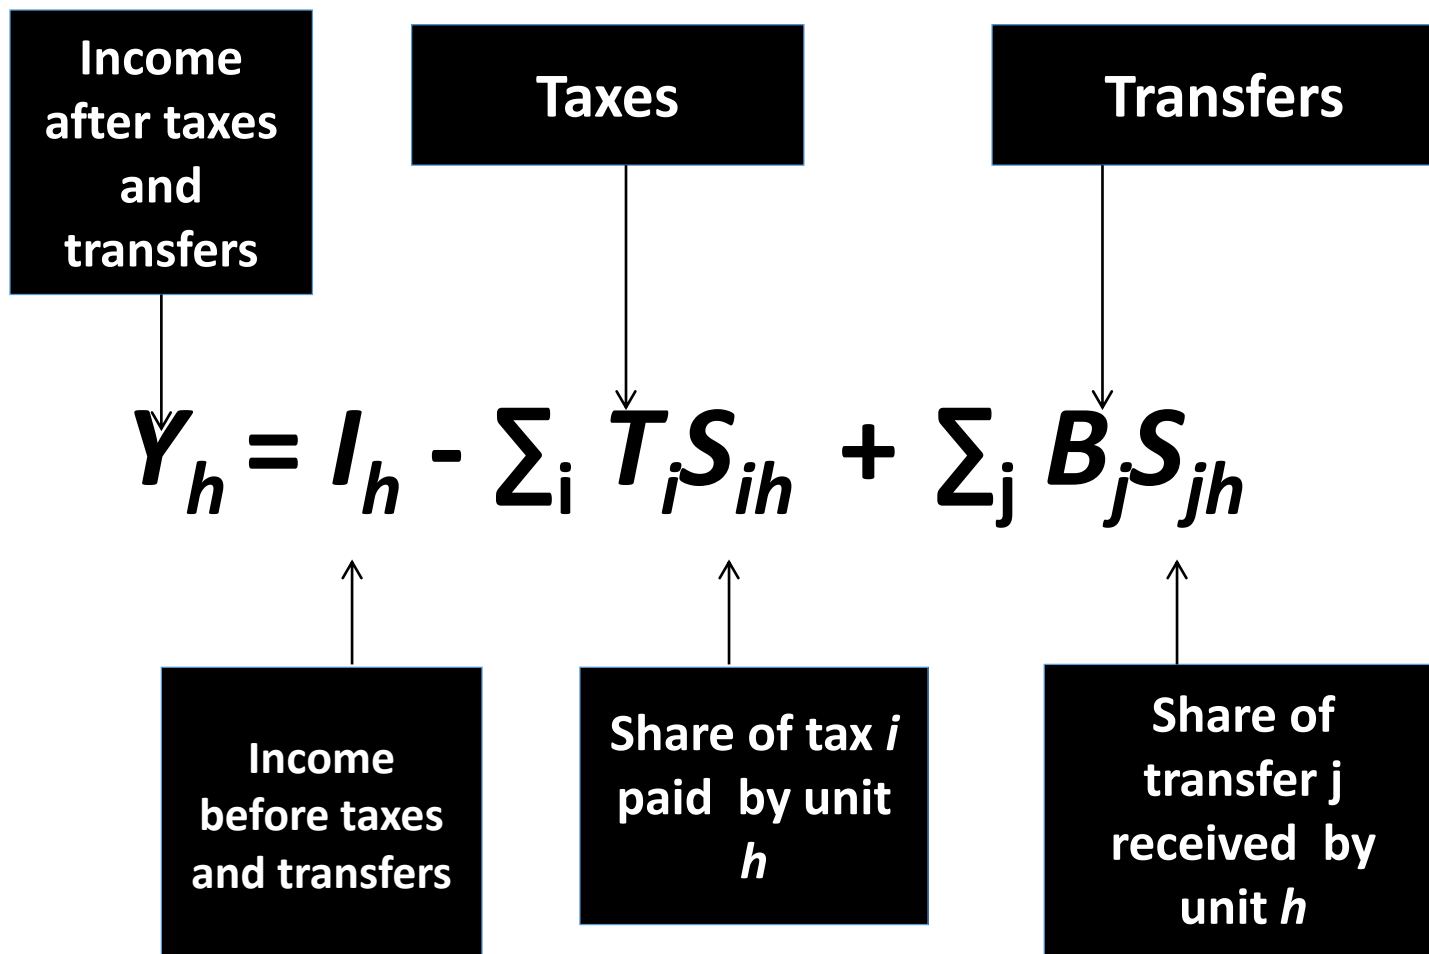 Income
after taxes
and
transfers
Taxes
Transfers
Yh = Ih - ∑i TiSih + ∑j BjSjh
Income
before taxes
and transfers
Share of tax i
paid by unit
h
Share of
transfer j
received by
unit h